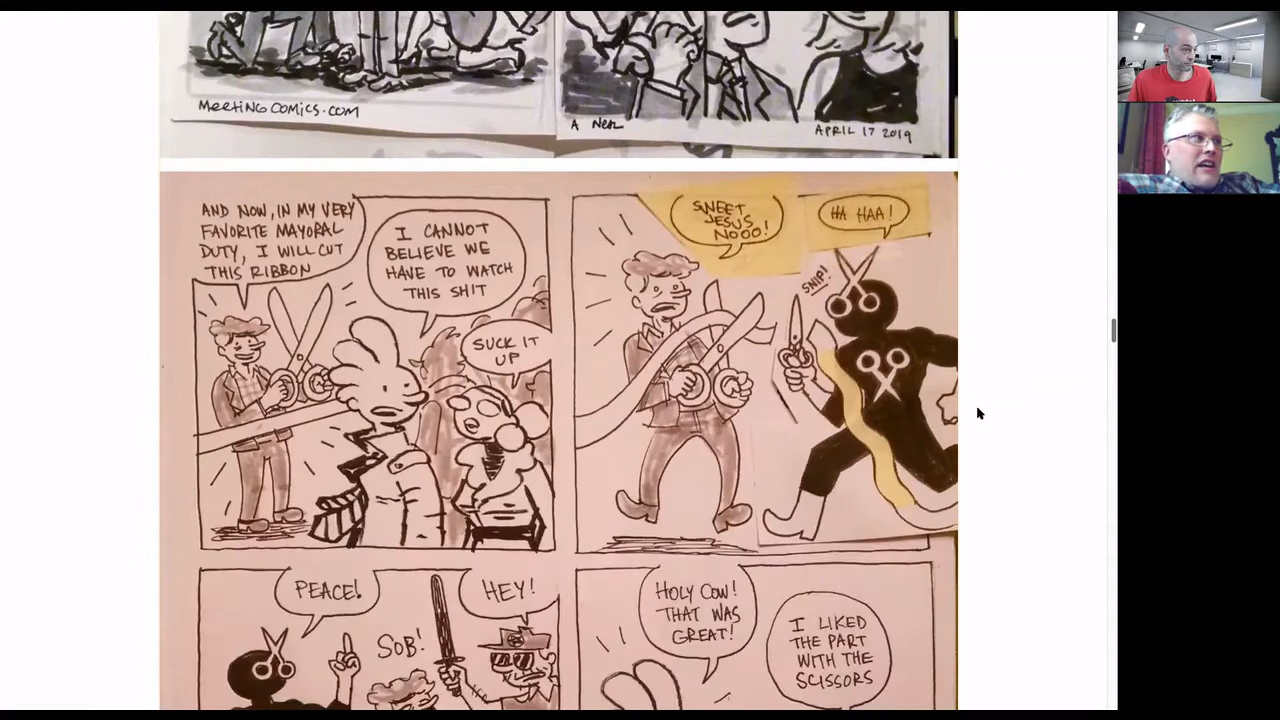 MEETINGCOMICS.COM
A NEAL
APRIL 17 2019
AND NOW, IN MY VERY
FAVORITE MAYORAL
DUTY, I WILL CUT
THIS RIBBON
I CANNOT
BELIEVE WE
HAVE TO WATCH
THIS SHIT
SUCK IT
UP
SWEET
JESUS
NOOO!
HA HAA!
SNIP!
PEACE!
SOB!
HEY!
HOLY COW!
THAT WAS
GREAT!
I LIKED
THE PART
WITH THE
SCISSORS